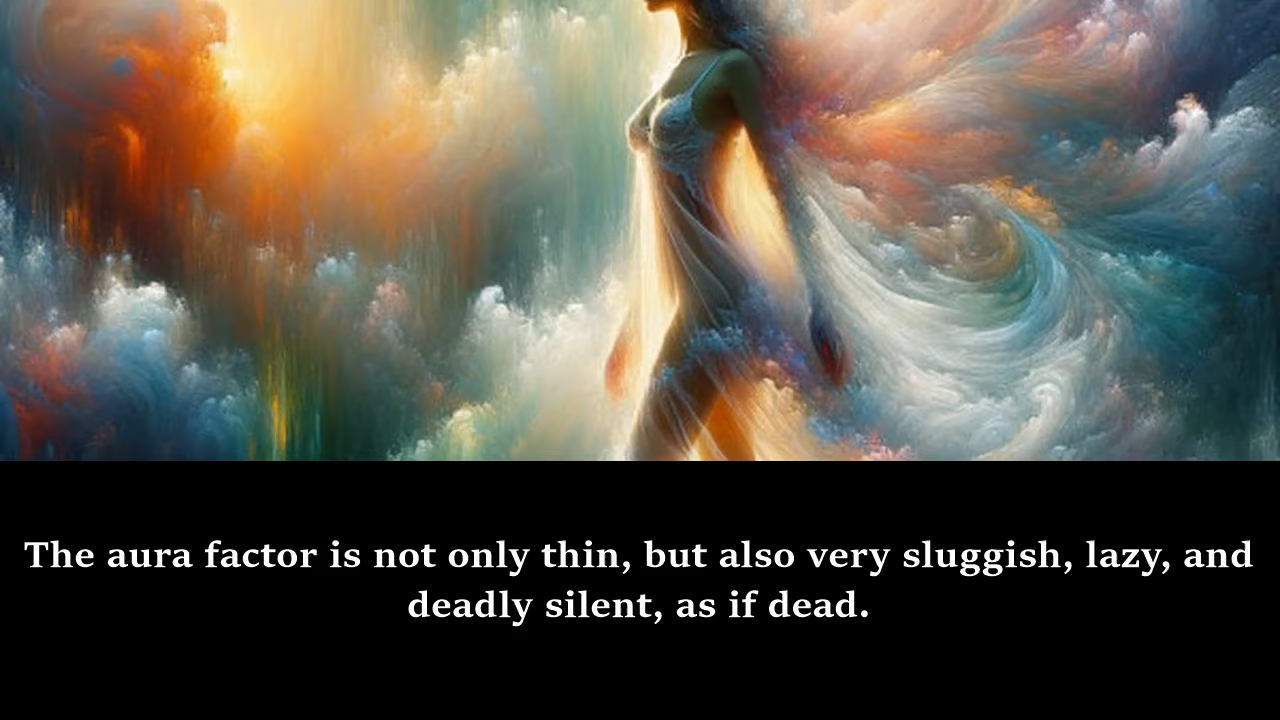 The aura factor is not only thin, but also very sluggish, lazy, and
deadly silent, as if dead.